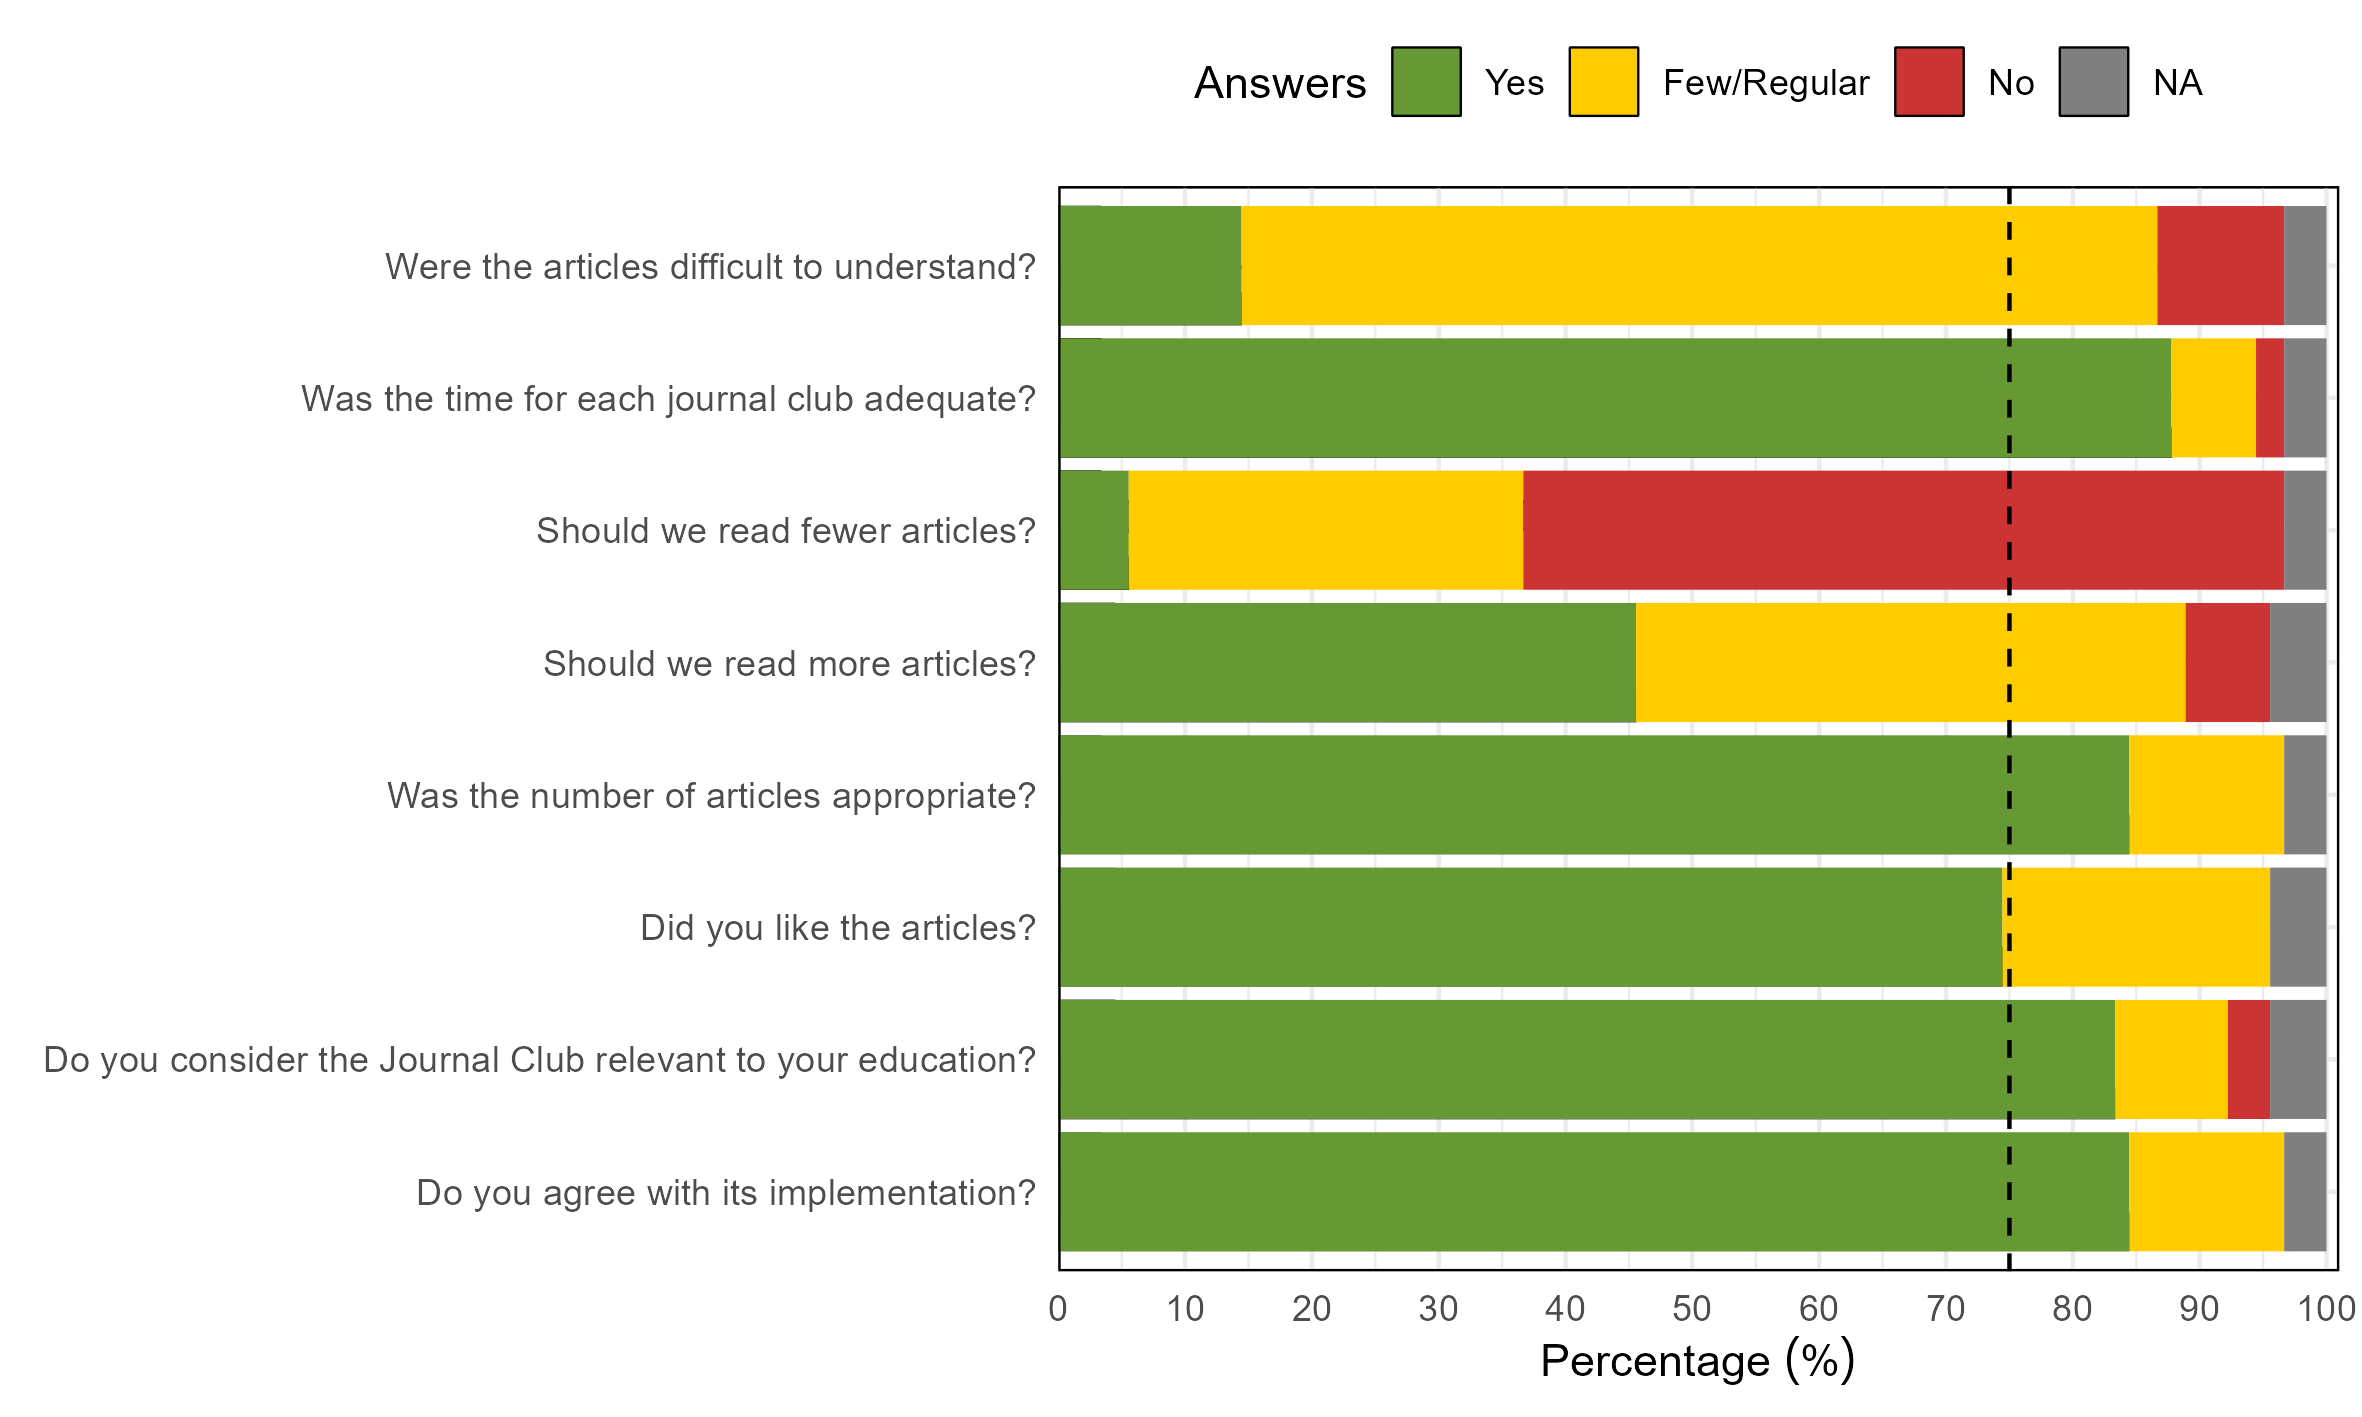 Answers Yes Few/Regular No NA
Were the articles difficult to understand?
Was the time for each journal club adequate?
Should we read fewer articles?
Should we read more articles?
Was the number of articles appropriate?
Did you like the articles?
Do you consider the Journal Club relevant to your education?
Do you agree with its implementation?
0 10 20 30 40 50 60 70 80 90 100
Percentage (%)